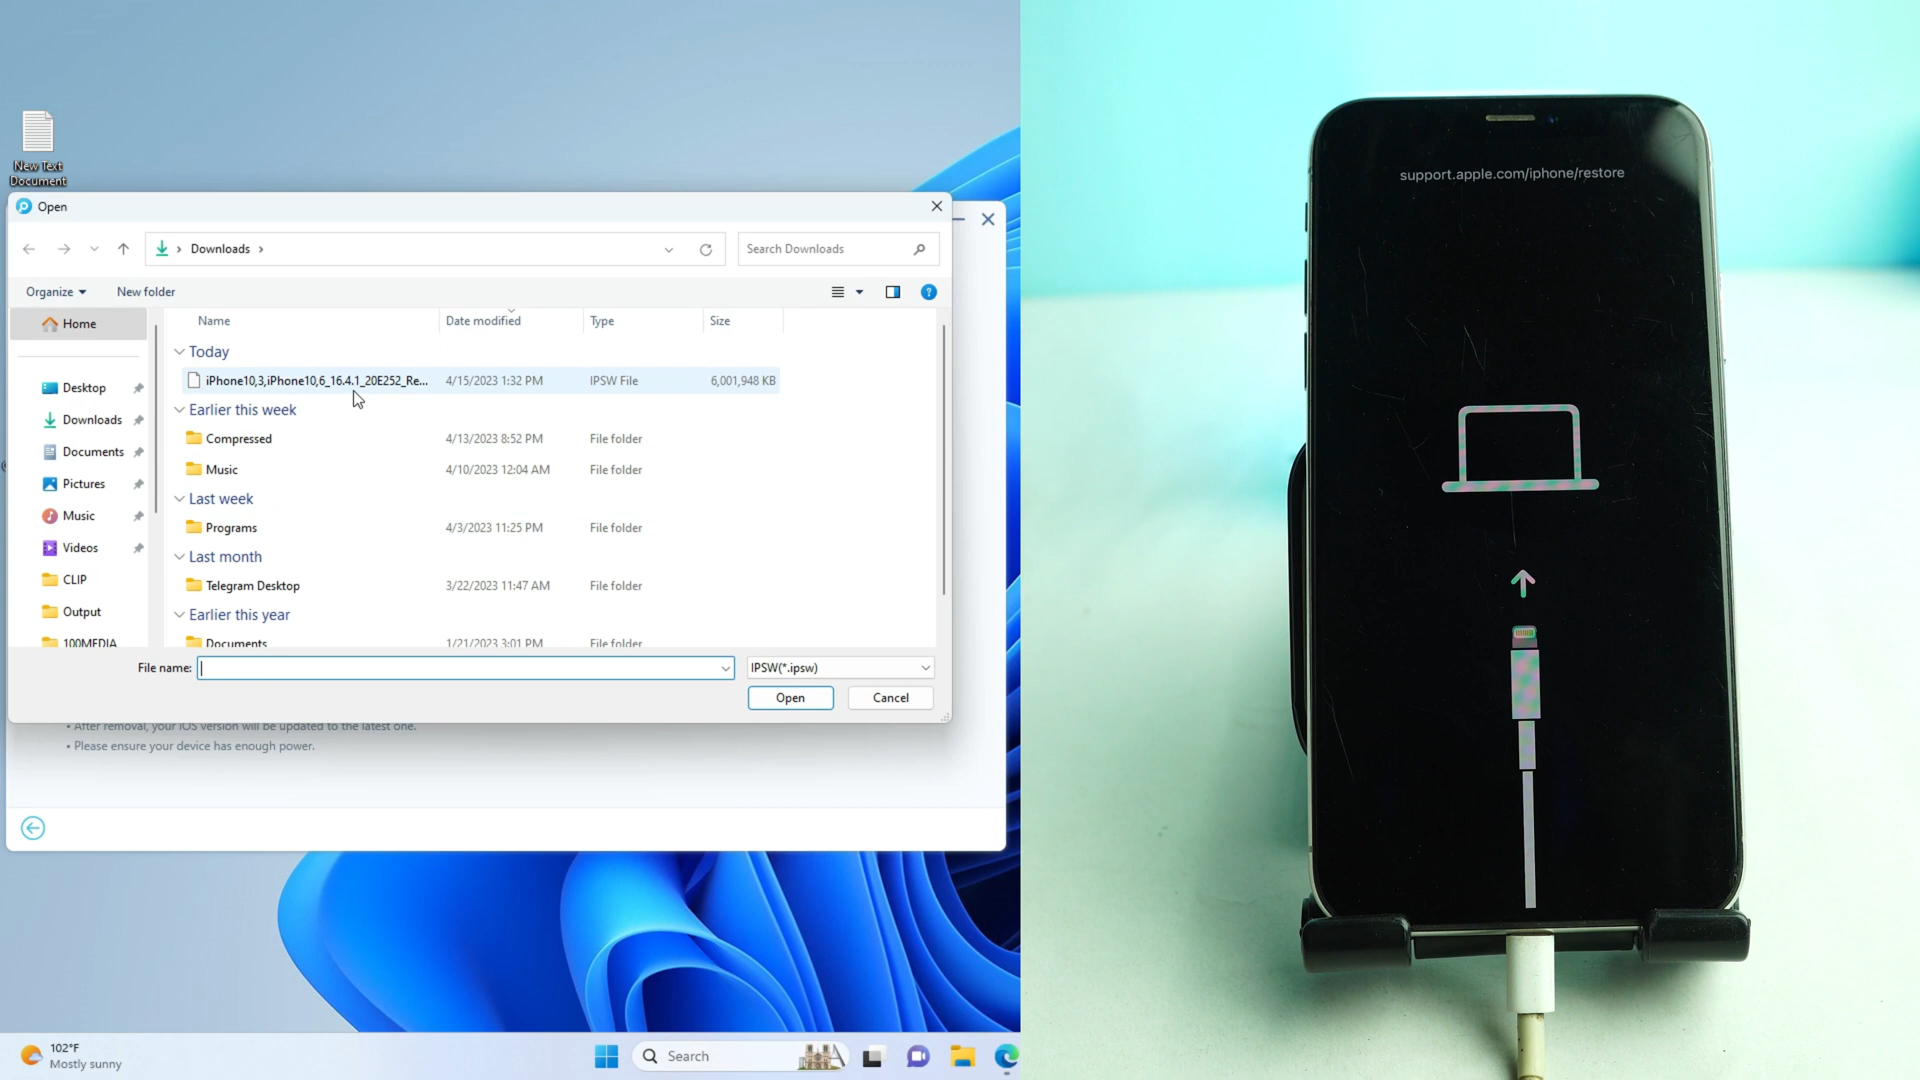 New Text
Document
Open
Downloads
Search Downloads
Organize
New folder
Home
Desktop
Downloads
Documents
Pictures
Music
Videos
CLIP
Output
100MEDIA
Name Date modified Type Size
Today
iPhone10,3,iPhone10,6_16.4.1_20E252_Re... 4/15/2023 1:32 PM IPSW File 6,001,948 KB
Earlier this week
Compressed 4/13/2023 8:52 PM File folder
Music 4/10/2023 12:04 AM File folder
Last week
Programs 4/3/2023 11:25 PM File folder
Last month
Telegram Desktop 3/22/2023 11:47 AM File folder
Earlier this year
Documents 1/21/2023 3:01 PM File folder
File name:
IPSW(*.ipsw)
Open
Cancel
• After removal, your iOS version will be updated to the latest one.
• Please ensure your device has enough power.
102°F
Mostly sunny
Search
support.apple.com/iphone/restore